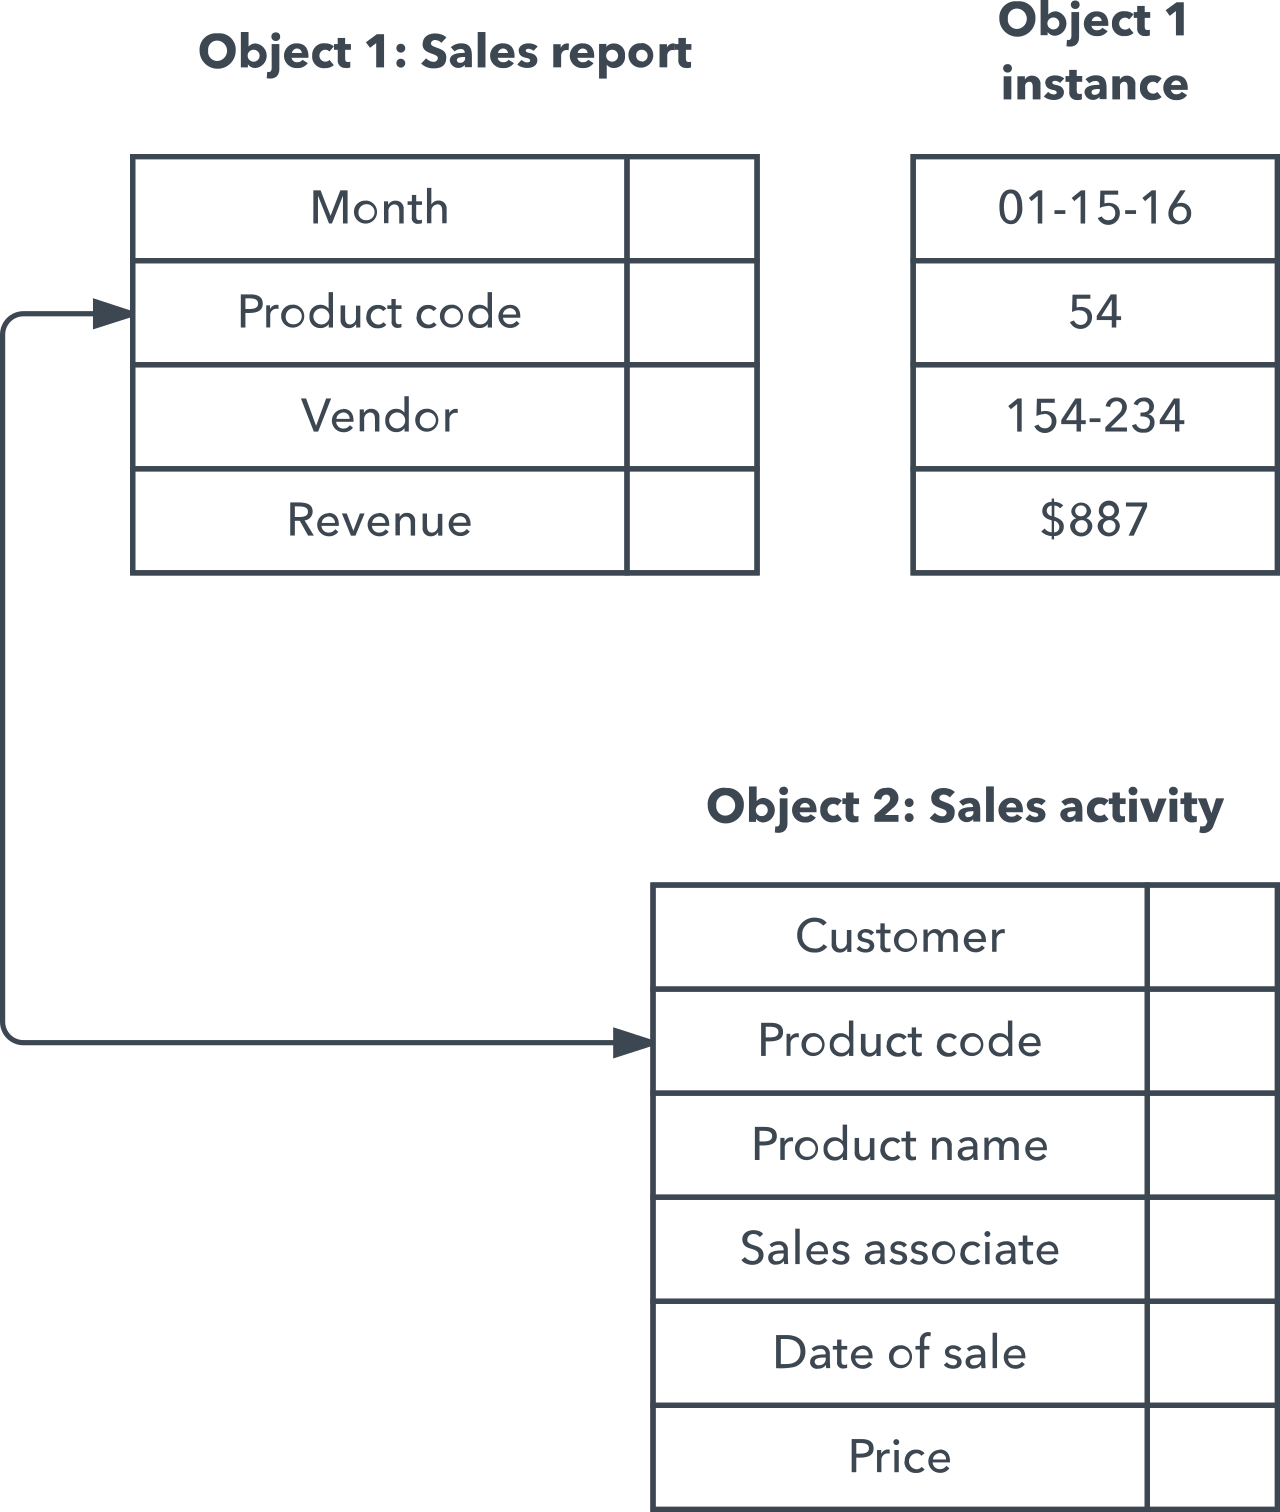 Object 1: Sales report
Object 1
instance
Month
01-15-16
Product code
54
Vendor
154-234
Revenue
$887
Object 2: Sales activity
Customer
Product code
Product name
Sales associate
Date of sale
Price